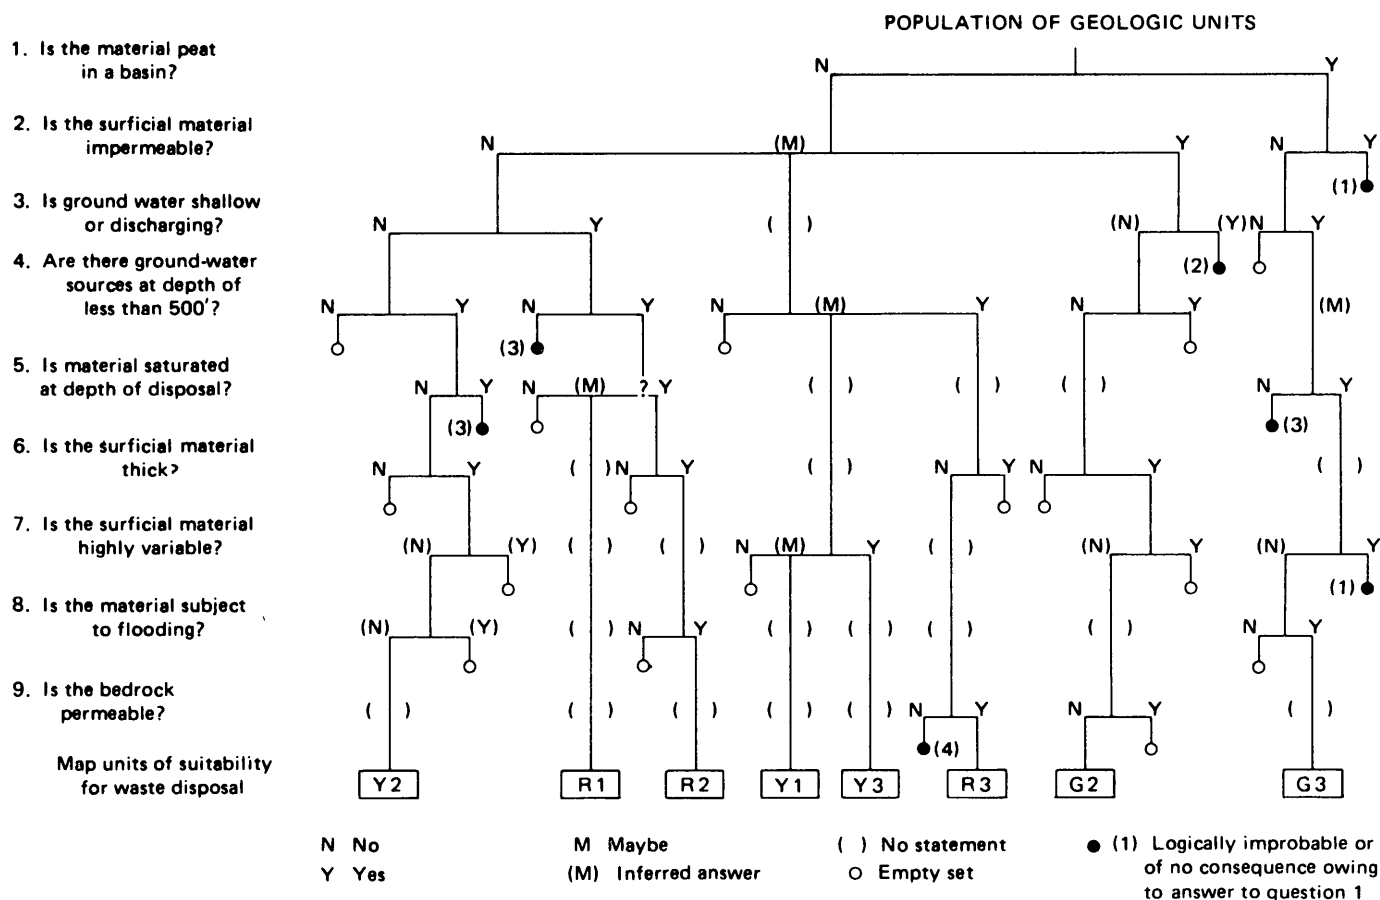 POPULATION OF GEOLOGIC UNITS
1. Is the material peat
in a basin?
N Y
2. Is the surficial material
impermeable?
N (M) Y N Y
(1)
3. Is ground water shallow
or discharging?
N Y ( ) (N) (Y) N Y
(2)
4. Are there ground-water
sources at depth of
less than 500'?
N Y N Y N (M) Y N Y (M)
(3)
5. Is material saturated
at depth of disposal?
N Y N (M) ? Y ( ) ( ) ( ) N Y
(3) (3)
6. Is the surficial material
thick?
N Y ( ) N Y ( ) N Y N Y ( )
7. Is the surficial material
highly variable?
(N) (Y) ( ) ( ) N (M) Y ( ) (N) Y (N) Y
(1)
8. Is the material subject
to flooding?
(N) (Y) ( ) N Y ( ) ( ) ( ) ( ) N Y
9. Is the bedrock
permeable?
( ) ( ) ( ) ( ) ( ) N Y N Y ( )
(4)
Map units of suitability
for waste disposal
Y2 R1 R2 Y1 Y3 R3 G2 G3
N No M Maybe ( ) No statement (1) Logically improbable or
of no consequence owing
to answer to question 1
Y Yes (M) Inferred answer Empty set